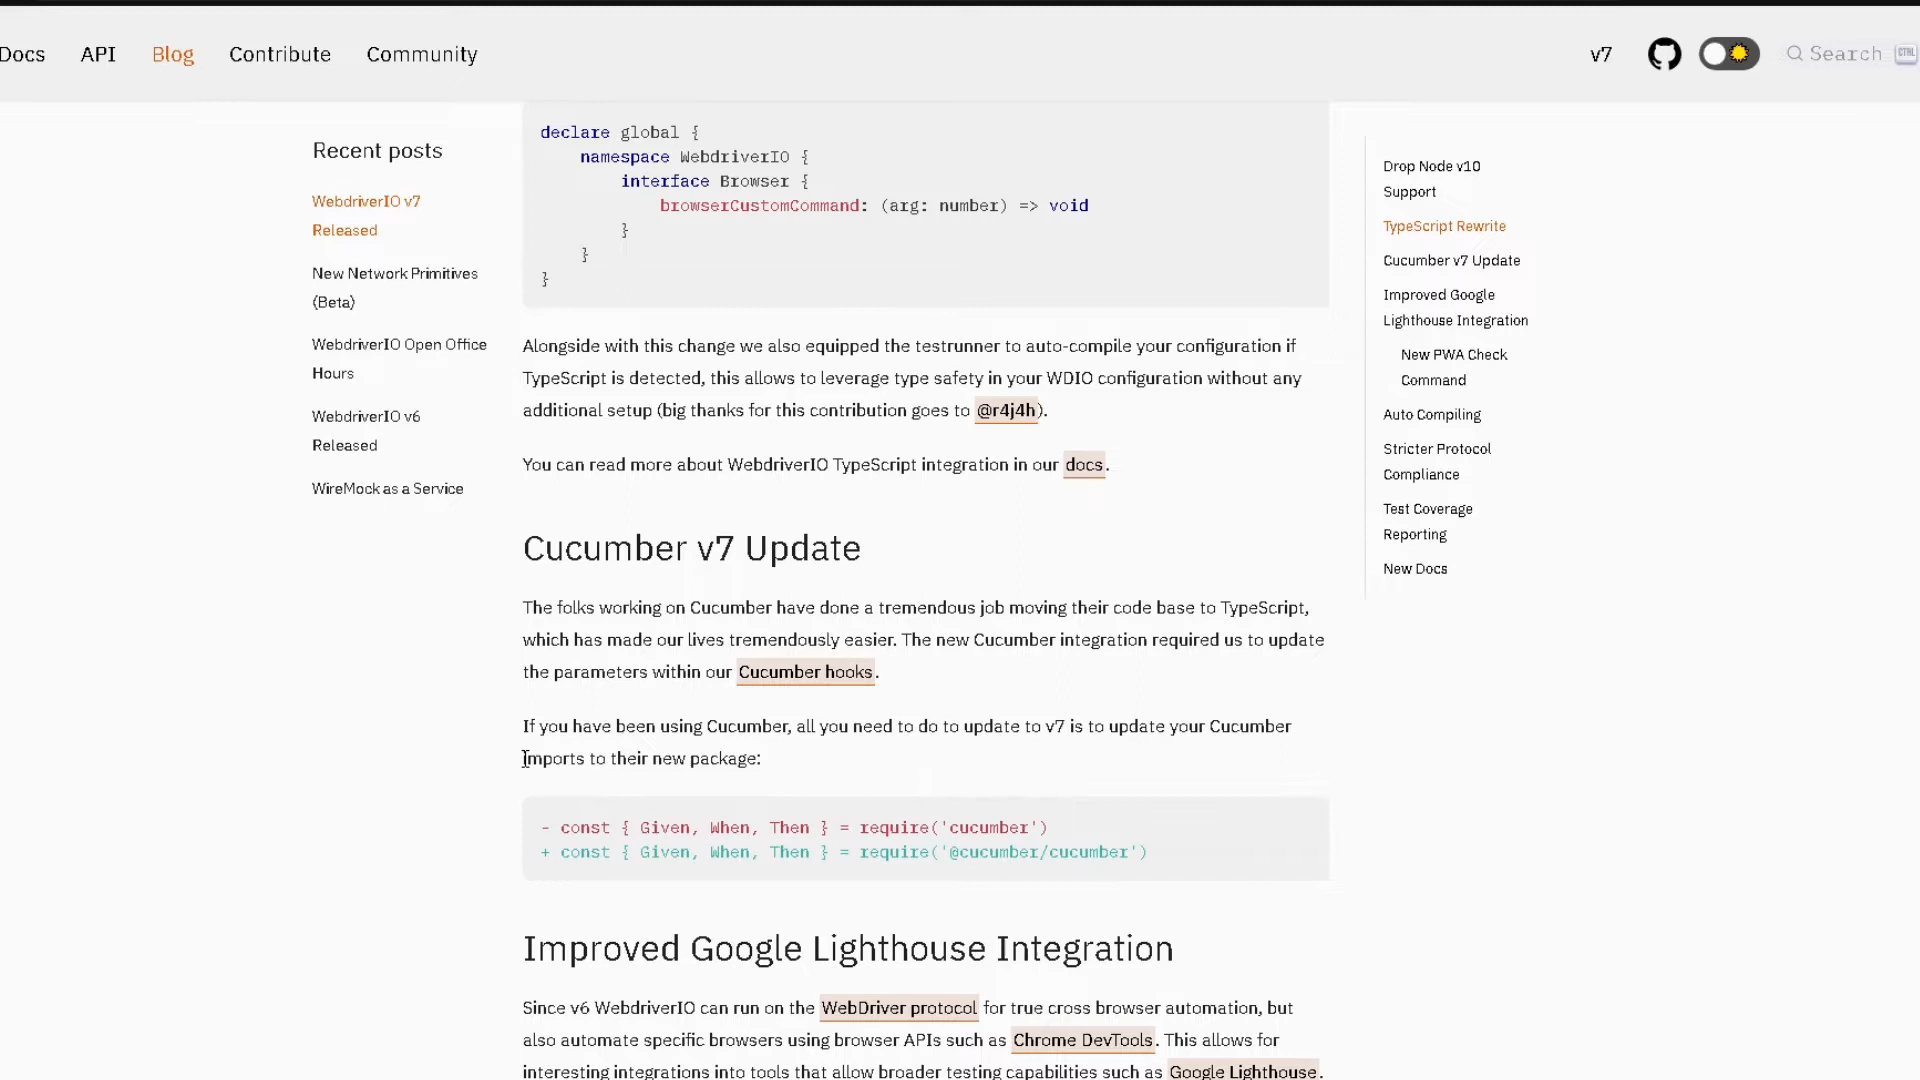 Docs API Blog Contribute Community v7 Search CTRL
Recent posts
WebdriverIO v7
Released
New Network Primitives
(Beta)
WebdriverIO Open Office
Hours
WebdriverIO v6
Released
WireMock as a Service
declare global {
namespace WebdriverIO {
interface Browser {
browserCustomCommand: (arg: number) => void
}
}
}
Alongside with this change we also equipped the testrunner to auto-compile your configuration if
TypeScript is detected, this allows to leverage type safety in your WDIO configuration without any
additional setup (big thanks for this contribution goes to @r4j4h).
You can read more about WebdriverIO TypeScript integration in our docs.
Cucumber v7 Update
The folks working on Cucumber have done a tremendous job moving their code base to TypeScript,
which has made our lives tremendously easier. The new Cucumber integration required us to update
the parameters within our Cucumber hooks.
If you have been using Cucumber, all you need to do to update to v7 is to update your Cucumber
imports to their new package:
- const { Given, When, Then } = require('cucumber')
+ const { Given, When, Then } = require('@cucumber/cucumber')
Improved Google Lighthouse Integration
Since v6 WebdriverIO can run on the WebDriver protocol for true cross browser automation, but
also automate specific browsers using browser APIs such as Chrome DevTools. This allows for
interesting integrations into tools that allow broader testing capabilities such as Google Lighthouse.
Drop Node v10
Support
TypeScript Rewrite
Cucumber v7 Update
Improved Google
Lighthouse Integration
New PWA Check
Command
Auto Compiling
Stricter Protocol
Compliance
Test Coverage
Reporting
New Docs